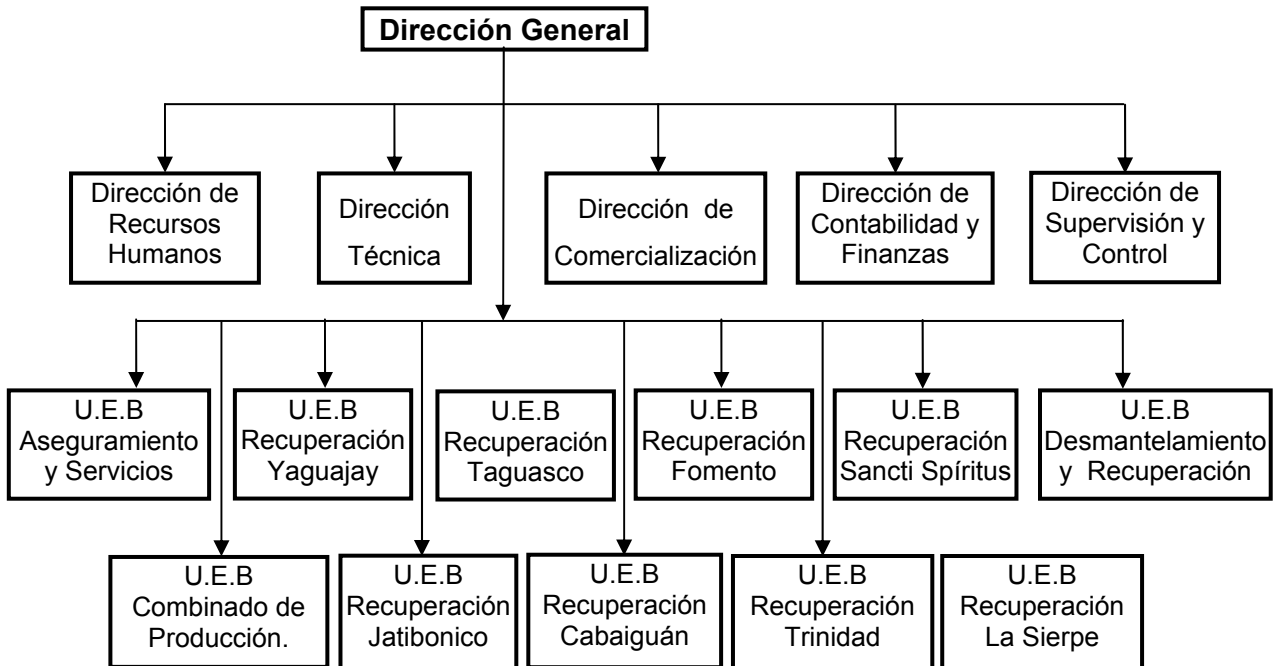 Dirección General
Dirección de
Recursos
Humanos
Dirección
Técnica
Dirección de
Comercialización
Dirección de
Contabilidad y
Finanzas
Dirección de
Supervisión y
Control
U.E.B
Aseguramiento
y Servicios
U.E.B
Recuperación
Yaguajay
U.E.B
Recuperación
Taguasco
U.E.B
Recuperación
Fomento
U.E.B
Recuperación
Sancti Spíritus
U.E.B
Desmantelamiento
y Recuperación
U.E.B
Combinado de
Producción.
U.E.B
Recuperación
Jatibonico
U.E.B
Recuperación
Cabaiguán
U.E.B
Recuperación
Trinidad
U.E.B
Recuperación
La Sierpe